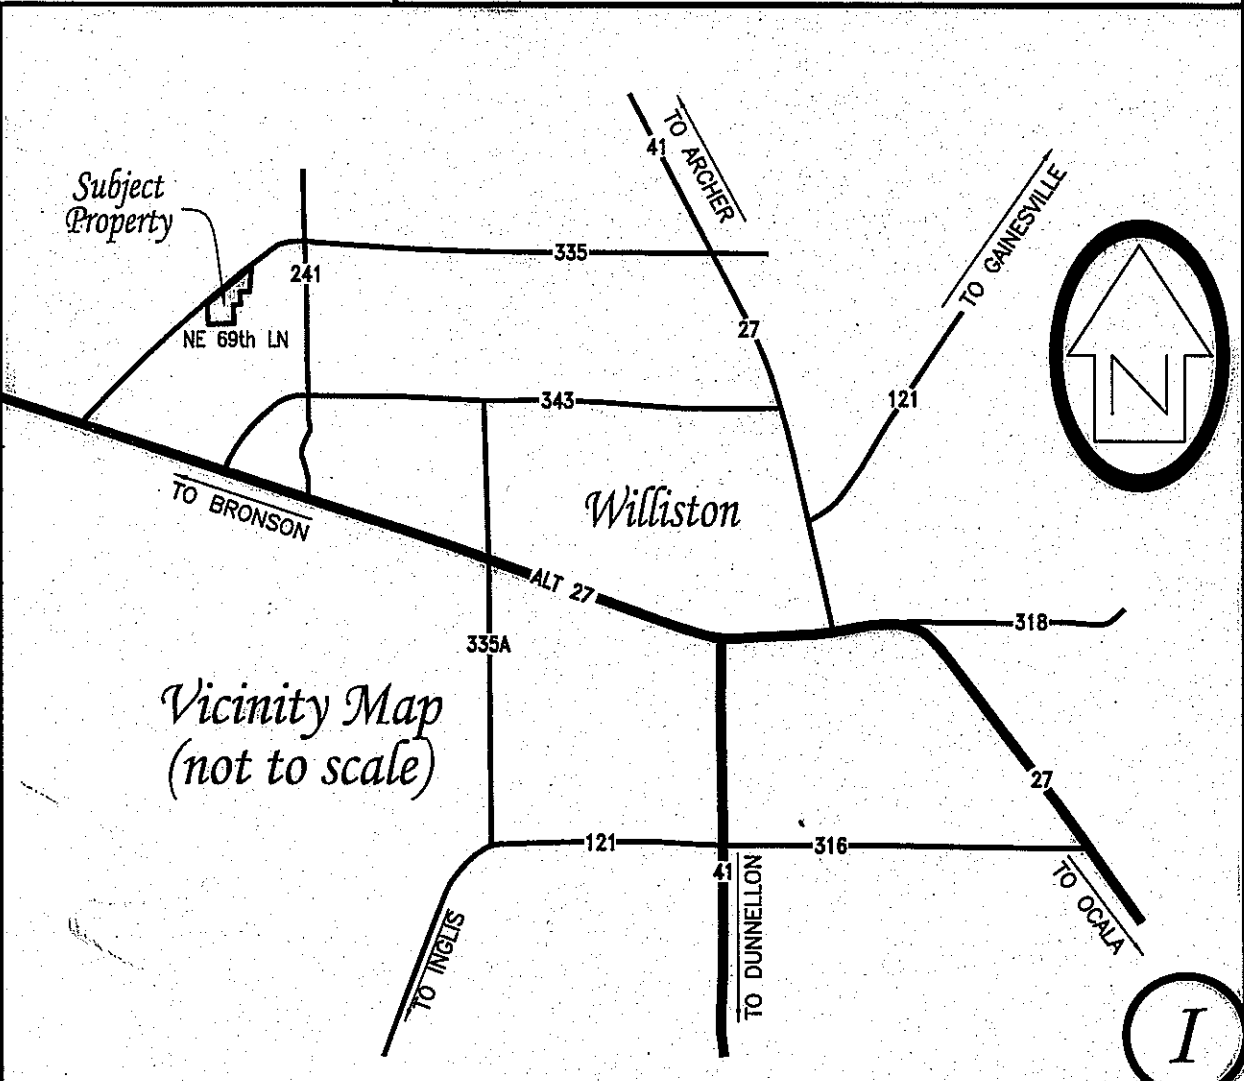 41
TO ARCHER
Subject
Property
TO GAINESVILLE
335
241
27
NE 69th LN
N
343
121
TO BRONSON
Williston
ALT 27
318
335A
Vicinity Map
(not to scale)
27
121
316
41
TO DUNNELLON
TO OCALA
TO INGLIS
I